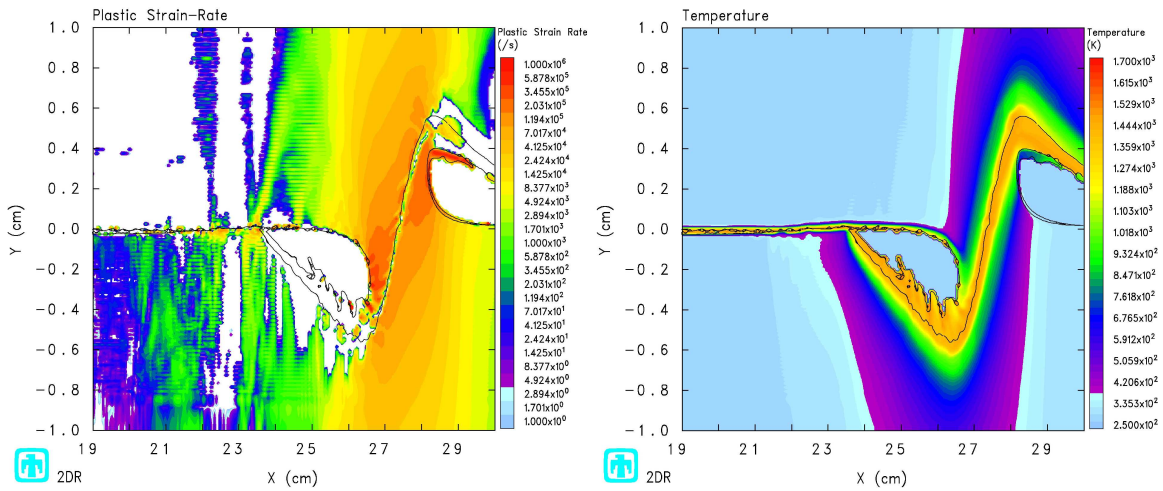 Plastic Strain-Rate
1.0
0.8
0.6
0.4
0.2
0.0
-0.2
-0.4
-0.6
-0.8
-1.0
Y (cm)
19 21 23 25 27 29
X (cm)
2DR
Plastic Strain Rate
(/s)
1.000x10⁶
5.878x10⁵
3.455x10⁵
2.031x10⁵
1.194x10⁵
7.017x10⁴
4.125x10⁴
2.424x10⁴
1.425x10⁴
8.377x10³
4.924x10³
2.894x10³
1.701x10³
1.000x10³
5.878x10²
3.455x10²
2.031x10²
1.194x10²
7.017x10¹
4.125x10¹
2.424x10¹
1.425x10¹
8.377x10⁰
4.924x10⁰
2.894x10⁰
1.701x10⁰
1.000x10⁰
Temperature
1.0
0.8
0.6
0.4
0.2
0.0
-0.2
-0.4
-0.6
-0.8
-1.0
Y (cm)
19 21 23 25 27 29
X (cm)
2DR
Temperature
(K)
1.700x10³
1.615x10³
1.529x10³
1.444x10³
1.359x10³
1.274x10³
1.188x10³
1.103x10³
1.018x10³
9.324x10²
8.471x10²
7.618x10²
6.765x10²
5.912x10²
5.059x10²
4.206x10²
3.353x10²
2.500x10²